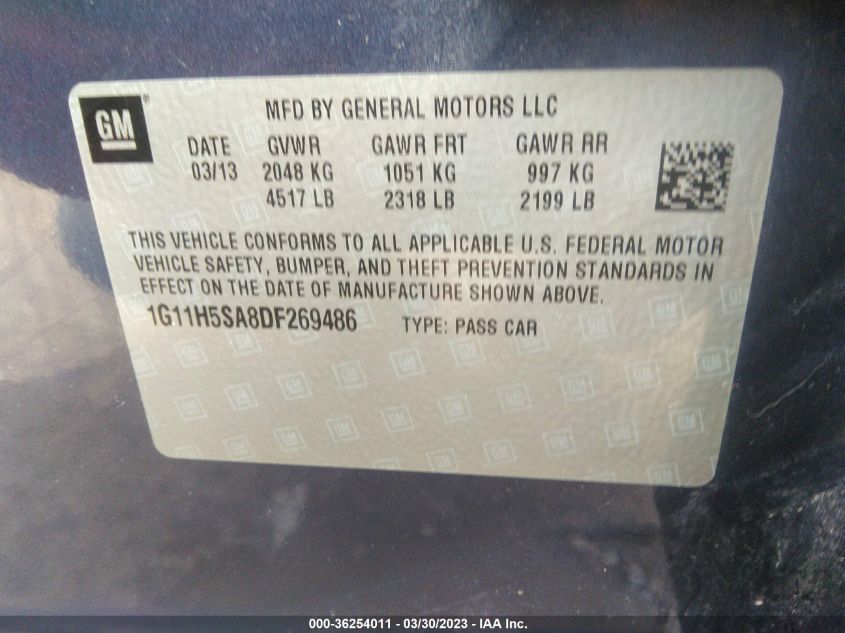 GM
MFD BY GENERAL MOTORS LLC
DATE GVWR GAWR FRT GAWR RR
03/13 2048 KG 1051 KG 997 KG
4517 LB 2318 LB 2199 LB
THIS VEHICLE CONFORMS TO ALL APPLICABLE U.S. FEDERAL MOTOR
VEHICLE SAFETY, BUMPER, AND THEFT PREVENTION STANDARDS IN
EFFECT ON THE DATE OF MANUFACTURE SHOWN ABOVE.
1G11H5SA8DF269486 TYPE: PASS CAR
000-36254011 - 03/30/2023 - IAA Inc.